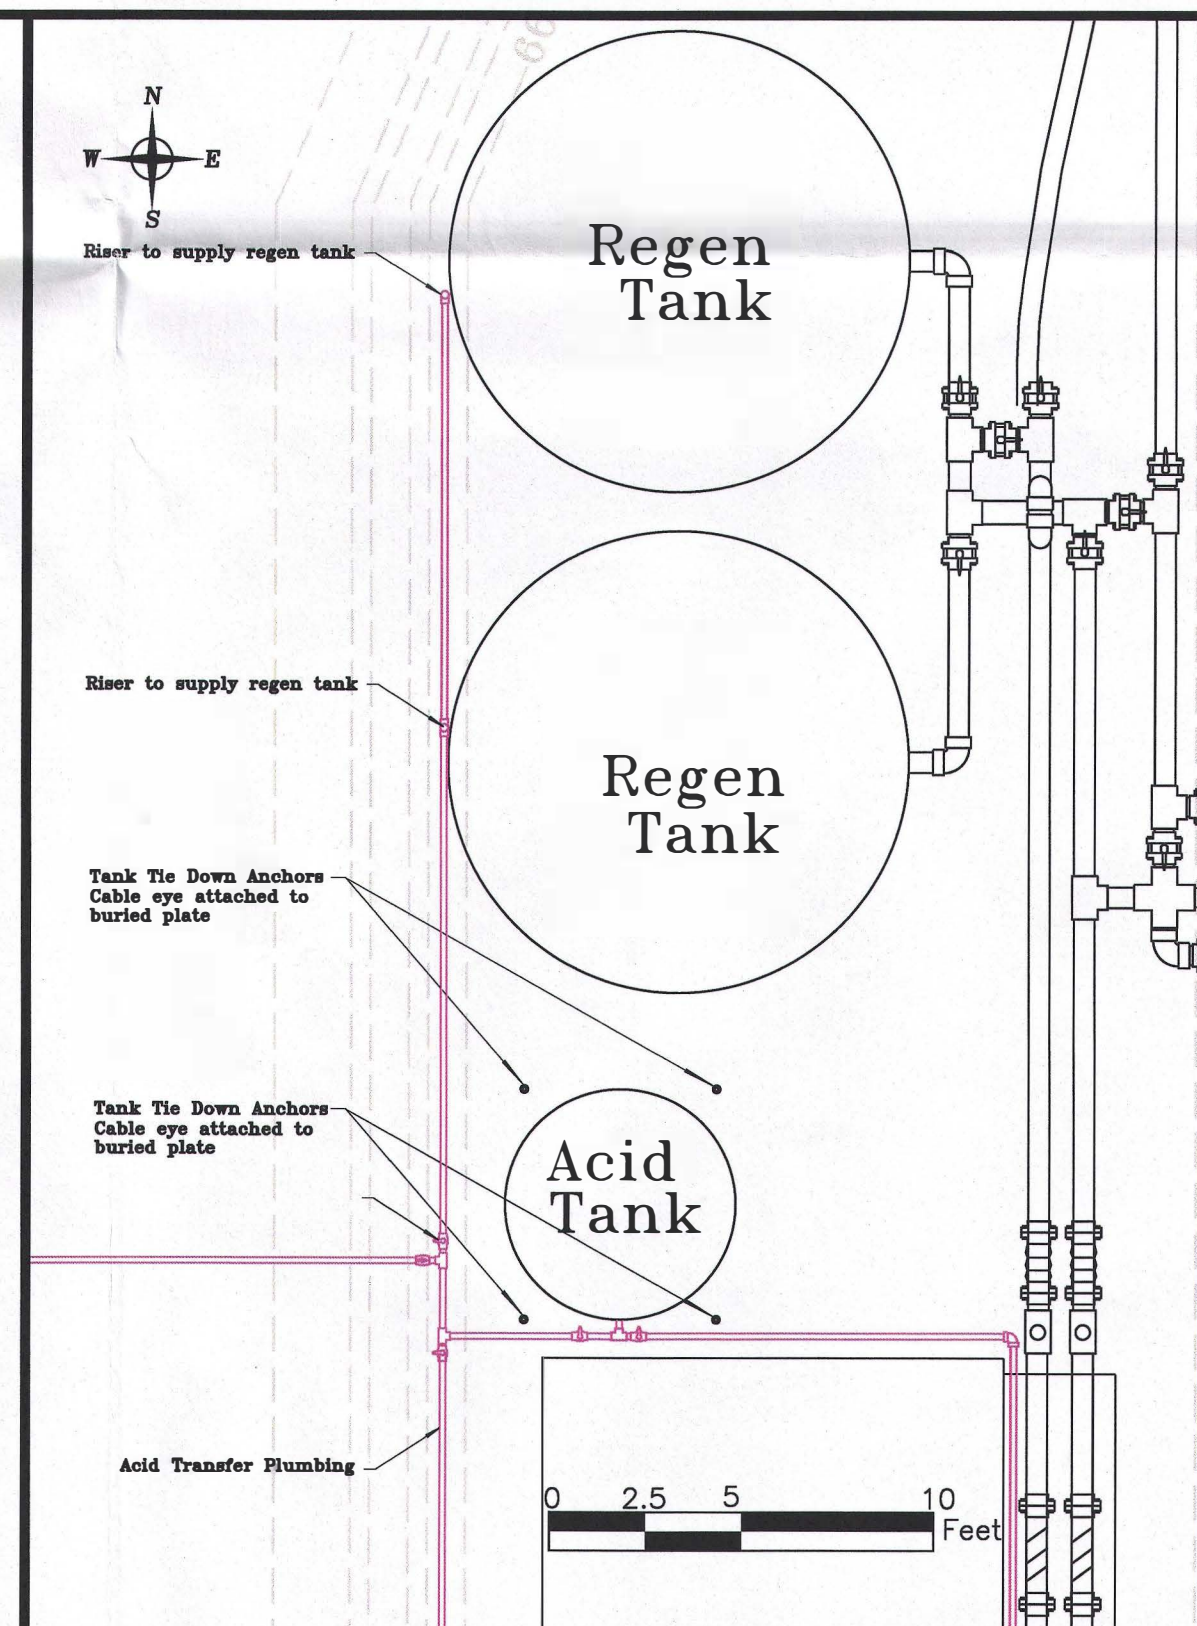 66
N
W E
S
Riser to supply regen tank
Regen
Tank
Riser to supply regen tank
Regen
Tank
Tank Tie Down Anchors
Cable eye attached to
buried plate
Tank Tie Down Anchors
Cable eye attached to
buried plate
Acid
Tank
Acid Transfer Plumbing
0 2.5 5 10
Feet